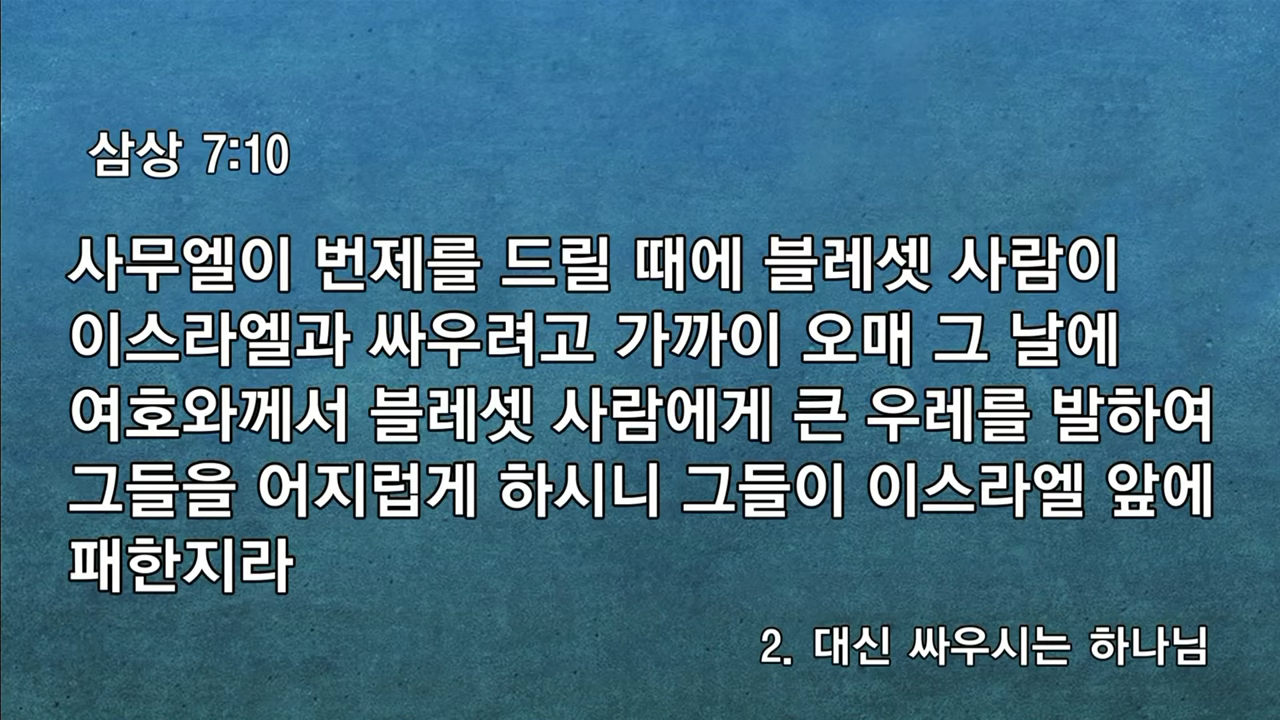 삼상 7:10
사무엘이 번제를 드릴 때에 블레셋 사람이
이스라엘과 싸우려고 가까이 오매 그 날에
여호와께서 블레셋 사람에게 큰 우레를 발하여
그들을 어지럽게 하시니 그들이 이스라엘 앞에
패한지라
2. 대신 싸우시는 하나님